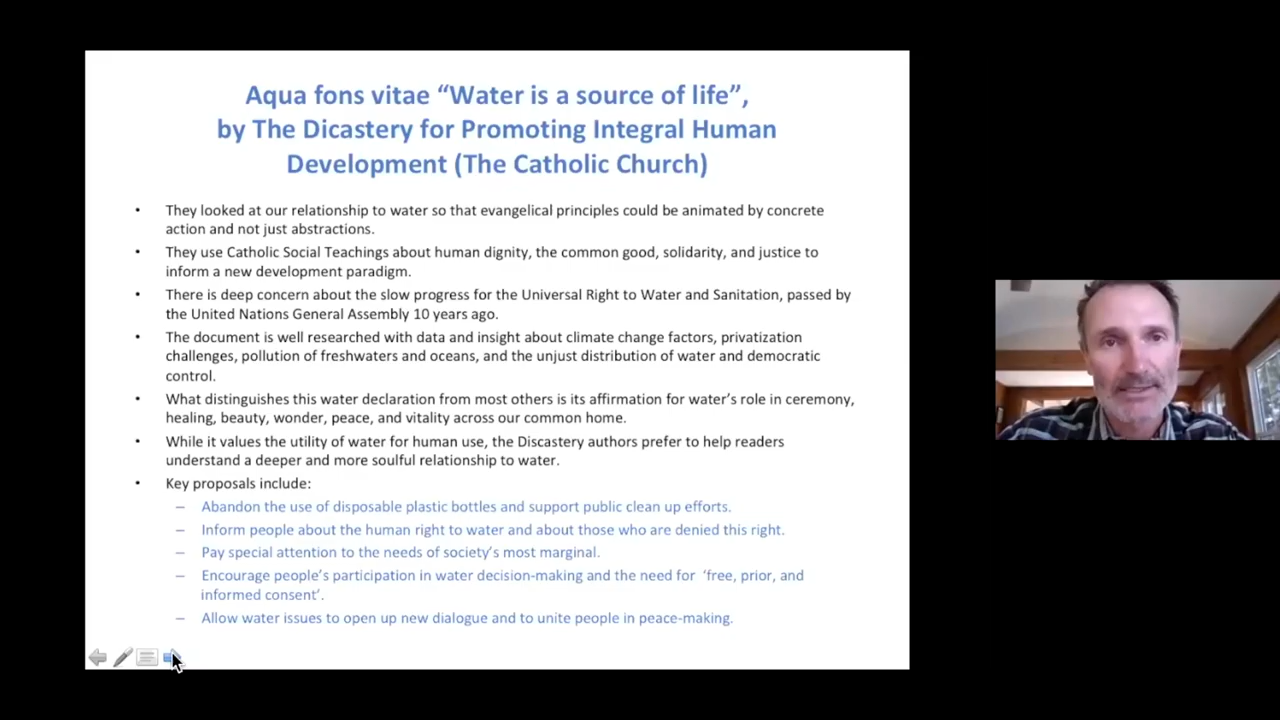 Aqua fons vitae “Water is a source of life”,
by The Dicastery for Promoting Integral Human
Development (The Catholic Church)
• They looked at our relationship to water so that evangelical principles could be animated by concrete
action and not just abstractions.
• They use Catholic Social Teachings about human dignity, the common good, solidarity, and justice to
inform a new development paradigm.
• There is deep concern about the slow progress for the Universal Right to Water and Sanitation, passed by
the United Nations General Assembly 10 years ago.
• The document is well researched with data and insight about climate change factors, privatization
challenges, pollution of freshwaters and oceans, and the unjust distribution of water and democratic
control.
• What distinguishes this water declaration from most others is its affirmation for water’s role in ceremony,
healing, beauty, wonder, peace, and vitality across our common home.
• While it values the utility of water for human use, the Discastery authors prefer to help readers
understand a deeper and more soulful relationship to water.
• Key proposals include:
– Abandon the use of disposable plastic bottles and support public clean up efforts.
– Inform people about the human right to water and about those who are denied this right.
– Pay special attention to the needs of society’s most marginal.
– Encourage people’s participation in water decision-making and the need for ‘free, prior, and
informed consent’.
– Allow water issues to open up new dialogue and to unite people in peace-making.